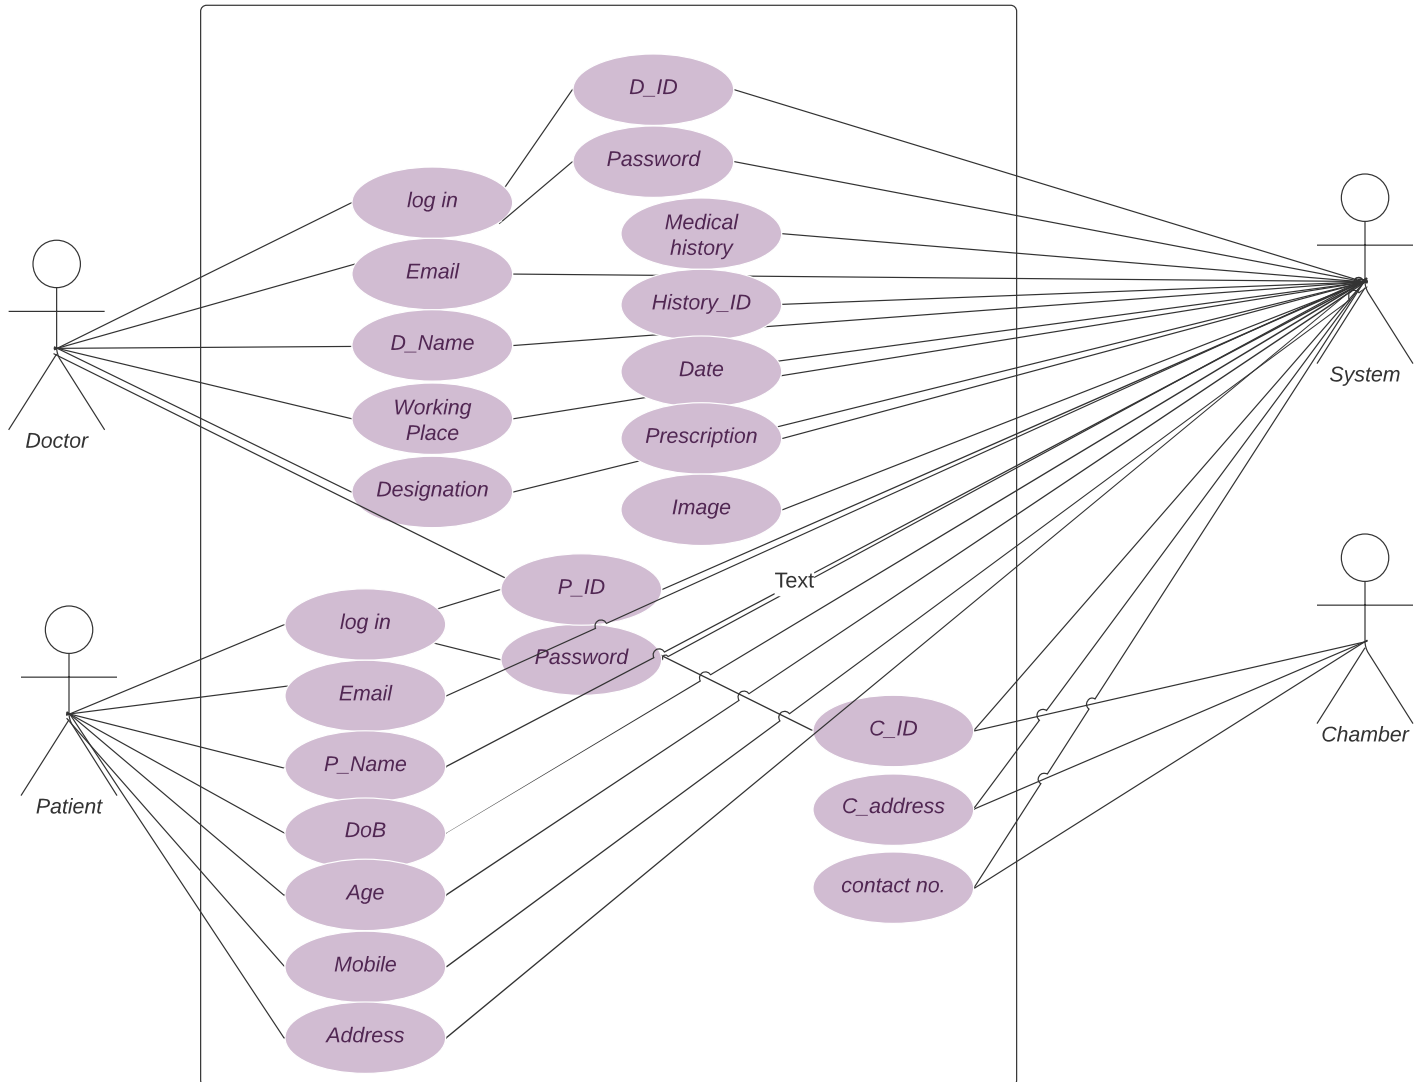 D_ID
Password
log in
Medical
history
Email
History_ID
D_Name
Date
System
Working
Place
Doctor
Prescription
Designation
Image
Text
P_ID
log in
Password
Email
C_ID
Chamber
P_Name
C_address
Patient
DoB
contact no.
Age
Mobile
Address